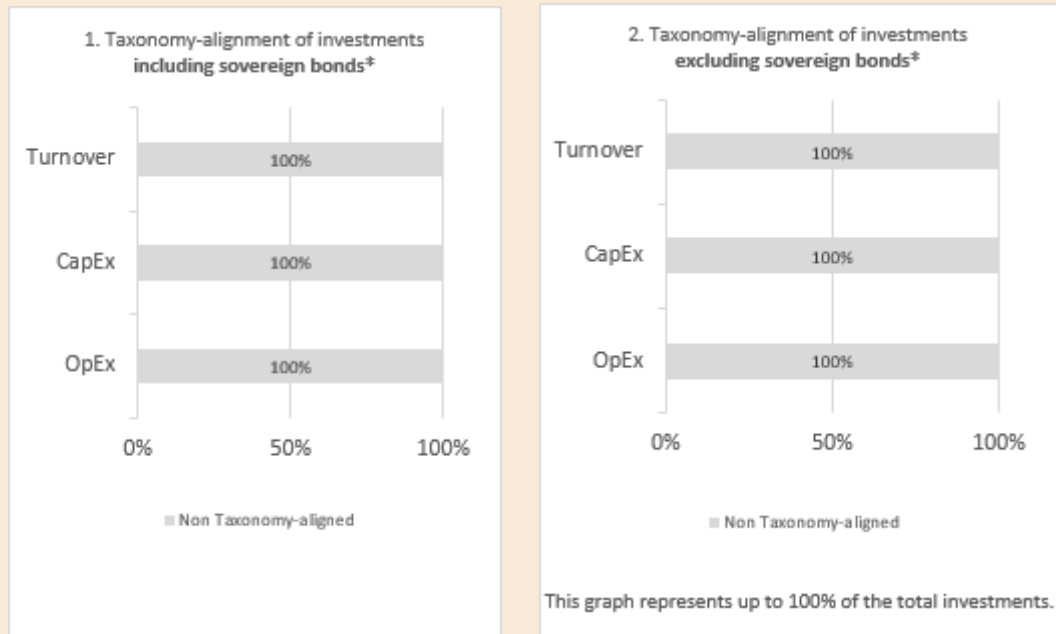 1. Taxonomy-alignment of investments
including sovereign bonds*
Turnover
100%
CapEx
100%
OpEx
100%
0% 50% 100%
Non Taxonomy-aligned
2. Taxonomy-alignment of investments
excluding sovereign bonds*
Turnover
100%
CapEx
100%
OpEx
100%
0% 50% 100%
Non Taxonomy-aligned
This graph represents up to 100% of the total investments.